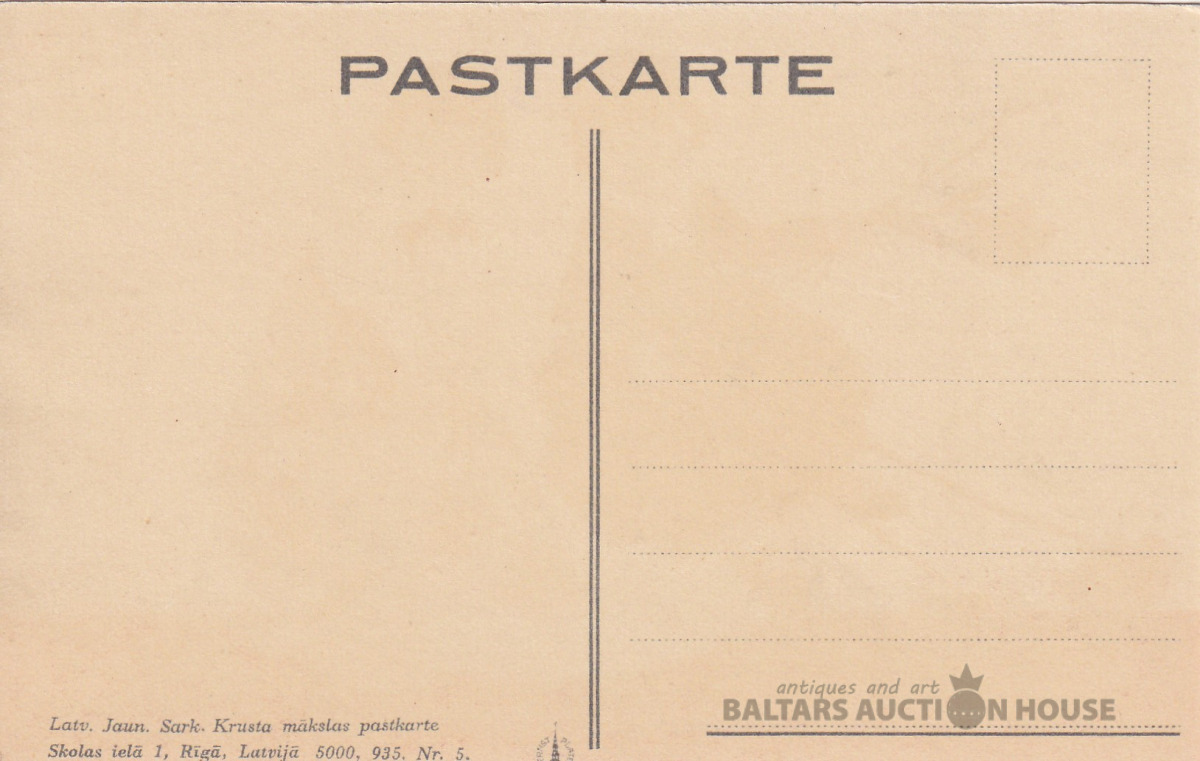 PASTKARTE
Latv. Jaun. Sark. Krusta mākslas pastkarte
Skolas ielā 1, Rīgā, Latvijā 5000, 935. Nr. 5.
antiques and art
BALTARS AUCTION HOUSE